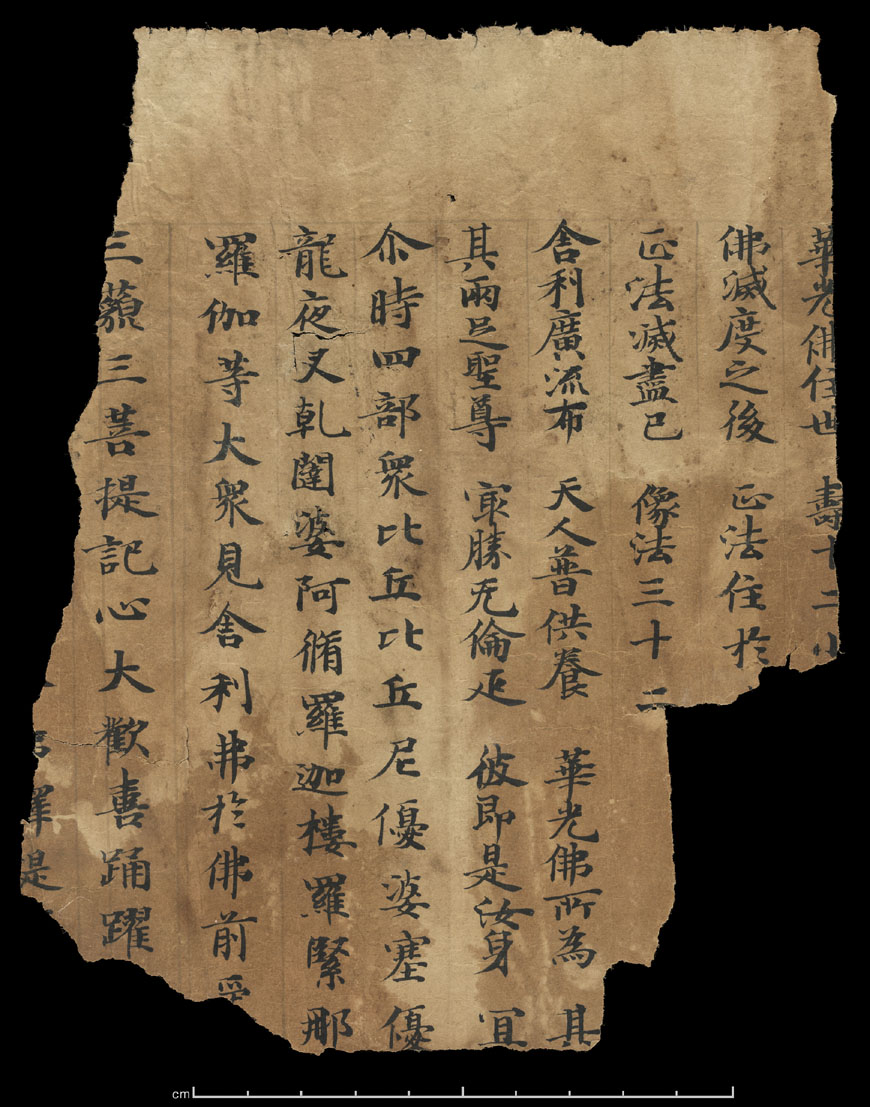 華光佛住世　壽十二小
佛滅度之後　正法住於
正法滅盡已　像法三十二
舍利廣流布　天人普供養　華光佛所為　其
其兩足聖尊　冣勝无倫疋　彼即是汝身　宜
尒時四部衆比丘比丘尼優婆塞優
龍夜叉乹闥婆阿脩羅迦樓羅緊那
羅伽等大衆見舍利弗於佛前受
三藐三菩提記心大歡喜踊躍
釋提